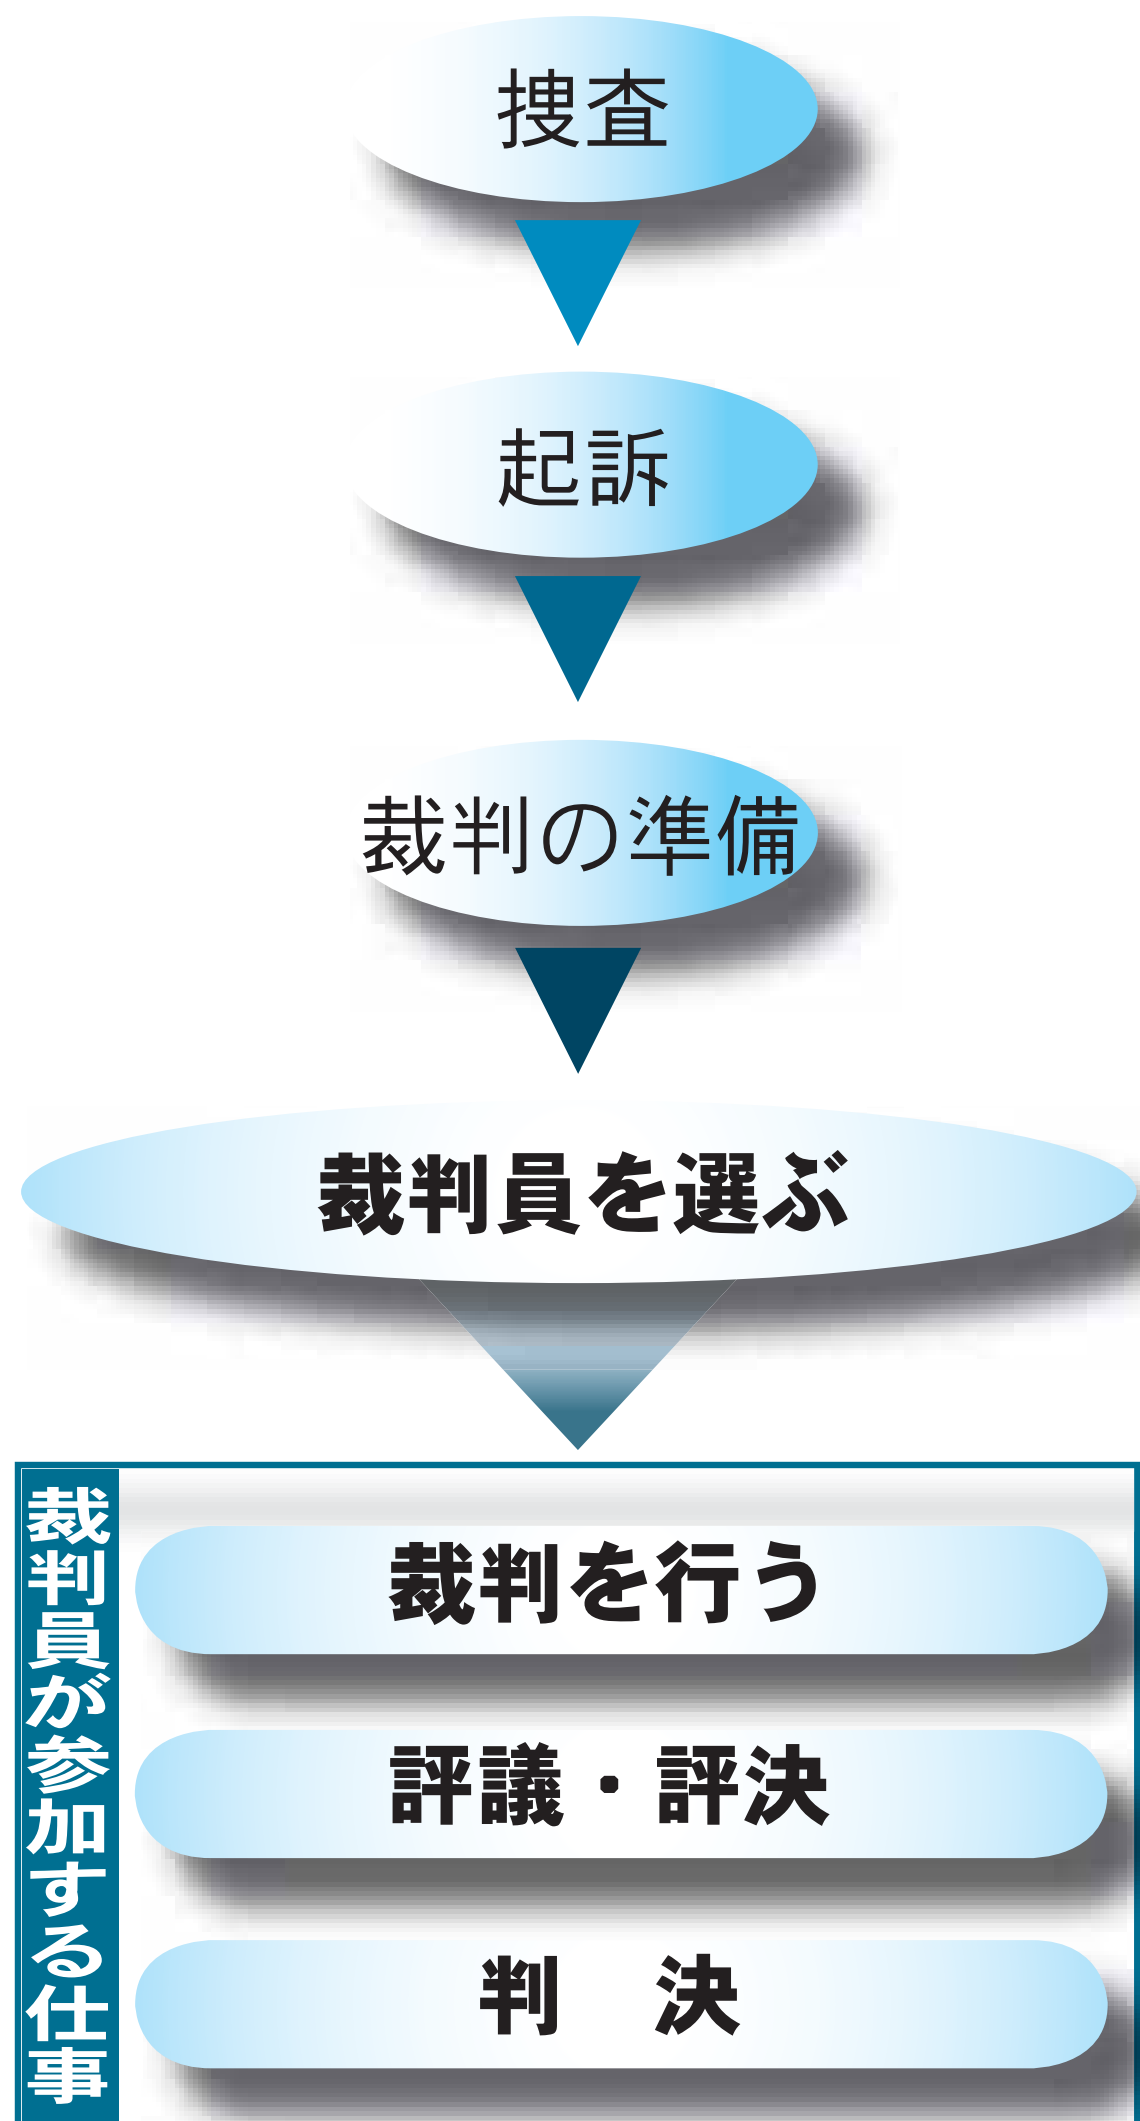 捜査
起訴
裁判の準備
裁判員を選ぶ
裁判員が参加する仕事
裁判を行う
評議・評決
判　決